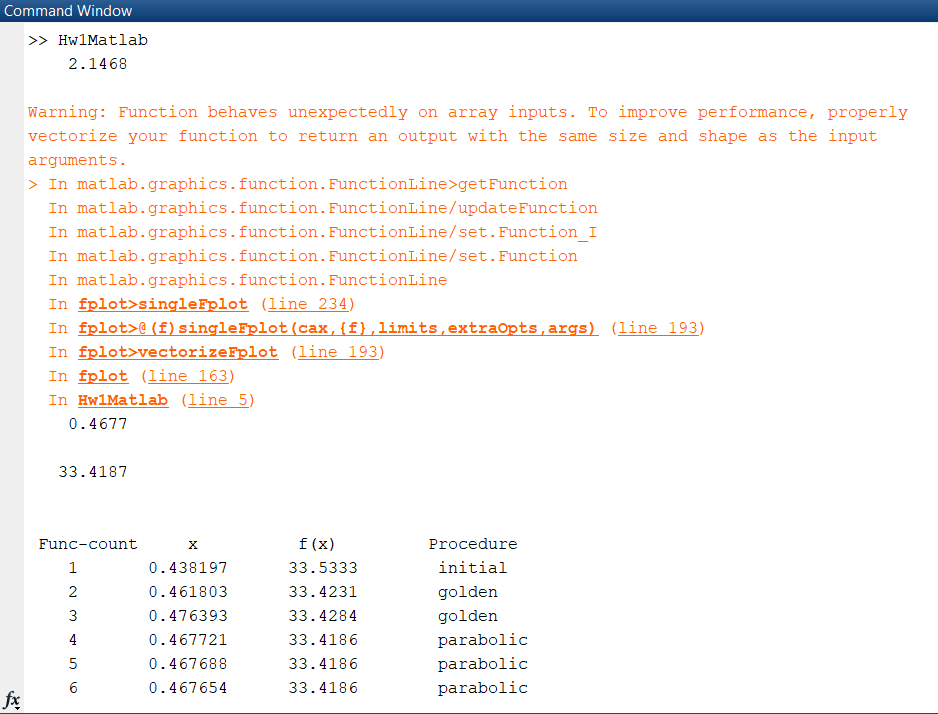 Command Window
>> Hw1Matlab
2.1468
Warning: Function behaves unexpectedly on array inputs. To improve performance, properly
vectorize your function to return an output with the same size and shape as the input
arguments.
> In matlab.graphics.function.FunctionLine>getFunction
In matlab.graphics.function.FunctionLine/updateFunction
In matlab.graphics.function.FunctionLine/set.Function_I
In matlab.graphics.function.FunctionLine/set.Function
In matlab.graphics.function.FunctionLine
In fplot>singleFplot (line 234)
In fplot>@(f)singleFplot(cax,{f},limits,extraOpts,args) (line 193)
In fplot>vectorizeFplot (line 193)
In fplot (line 163)
In Hw1Matlab (line 5)
0.4677
33.4187
Func-count x f(x) Procedure
1 0.438197 33.5333 initial
2 0.461803 33.4231 golden
3 0.476393 33.4284 golden
4 0.467721 33.4186 parabolic
5 0.467688 33.4186 parabolic
6 0.467654 33.4186 parabolic
fx